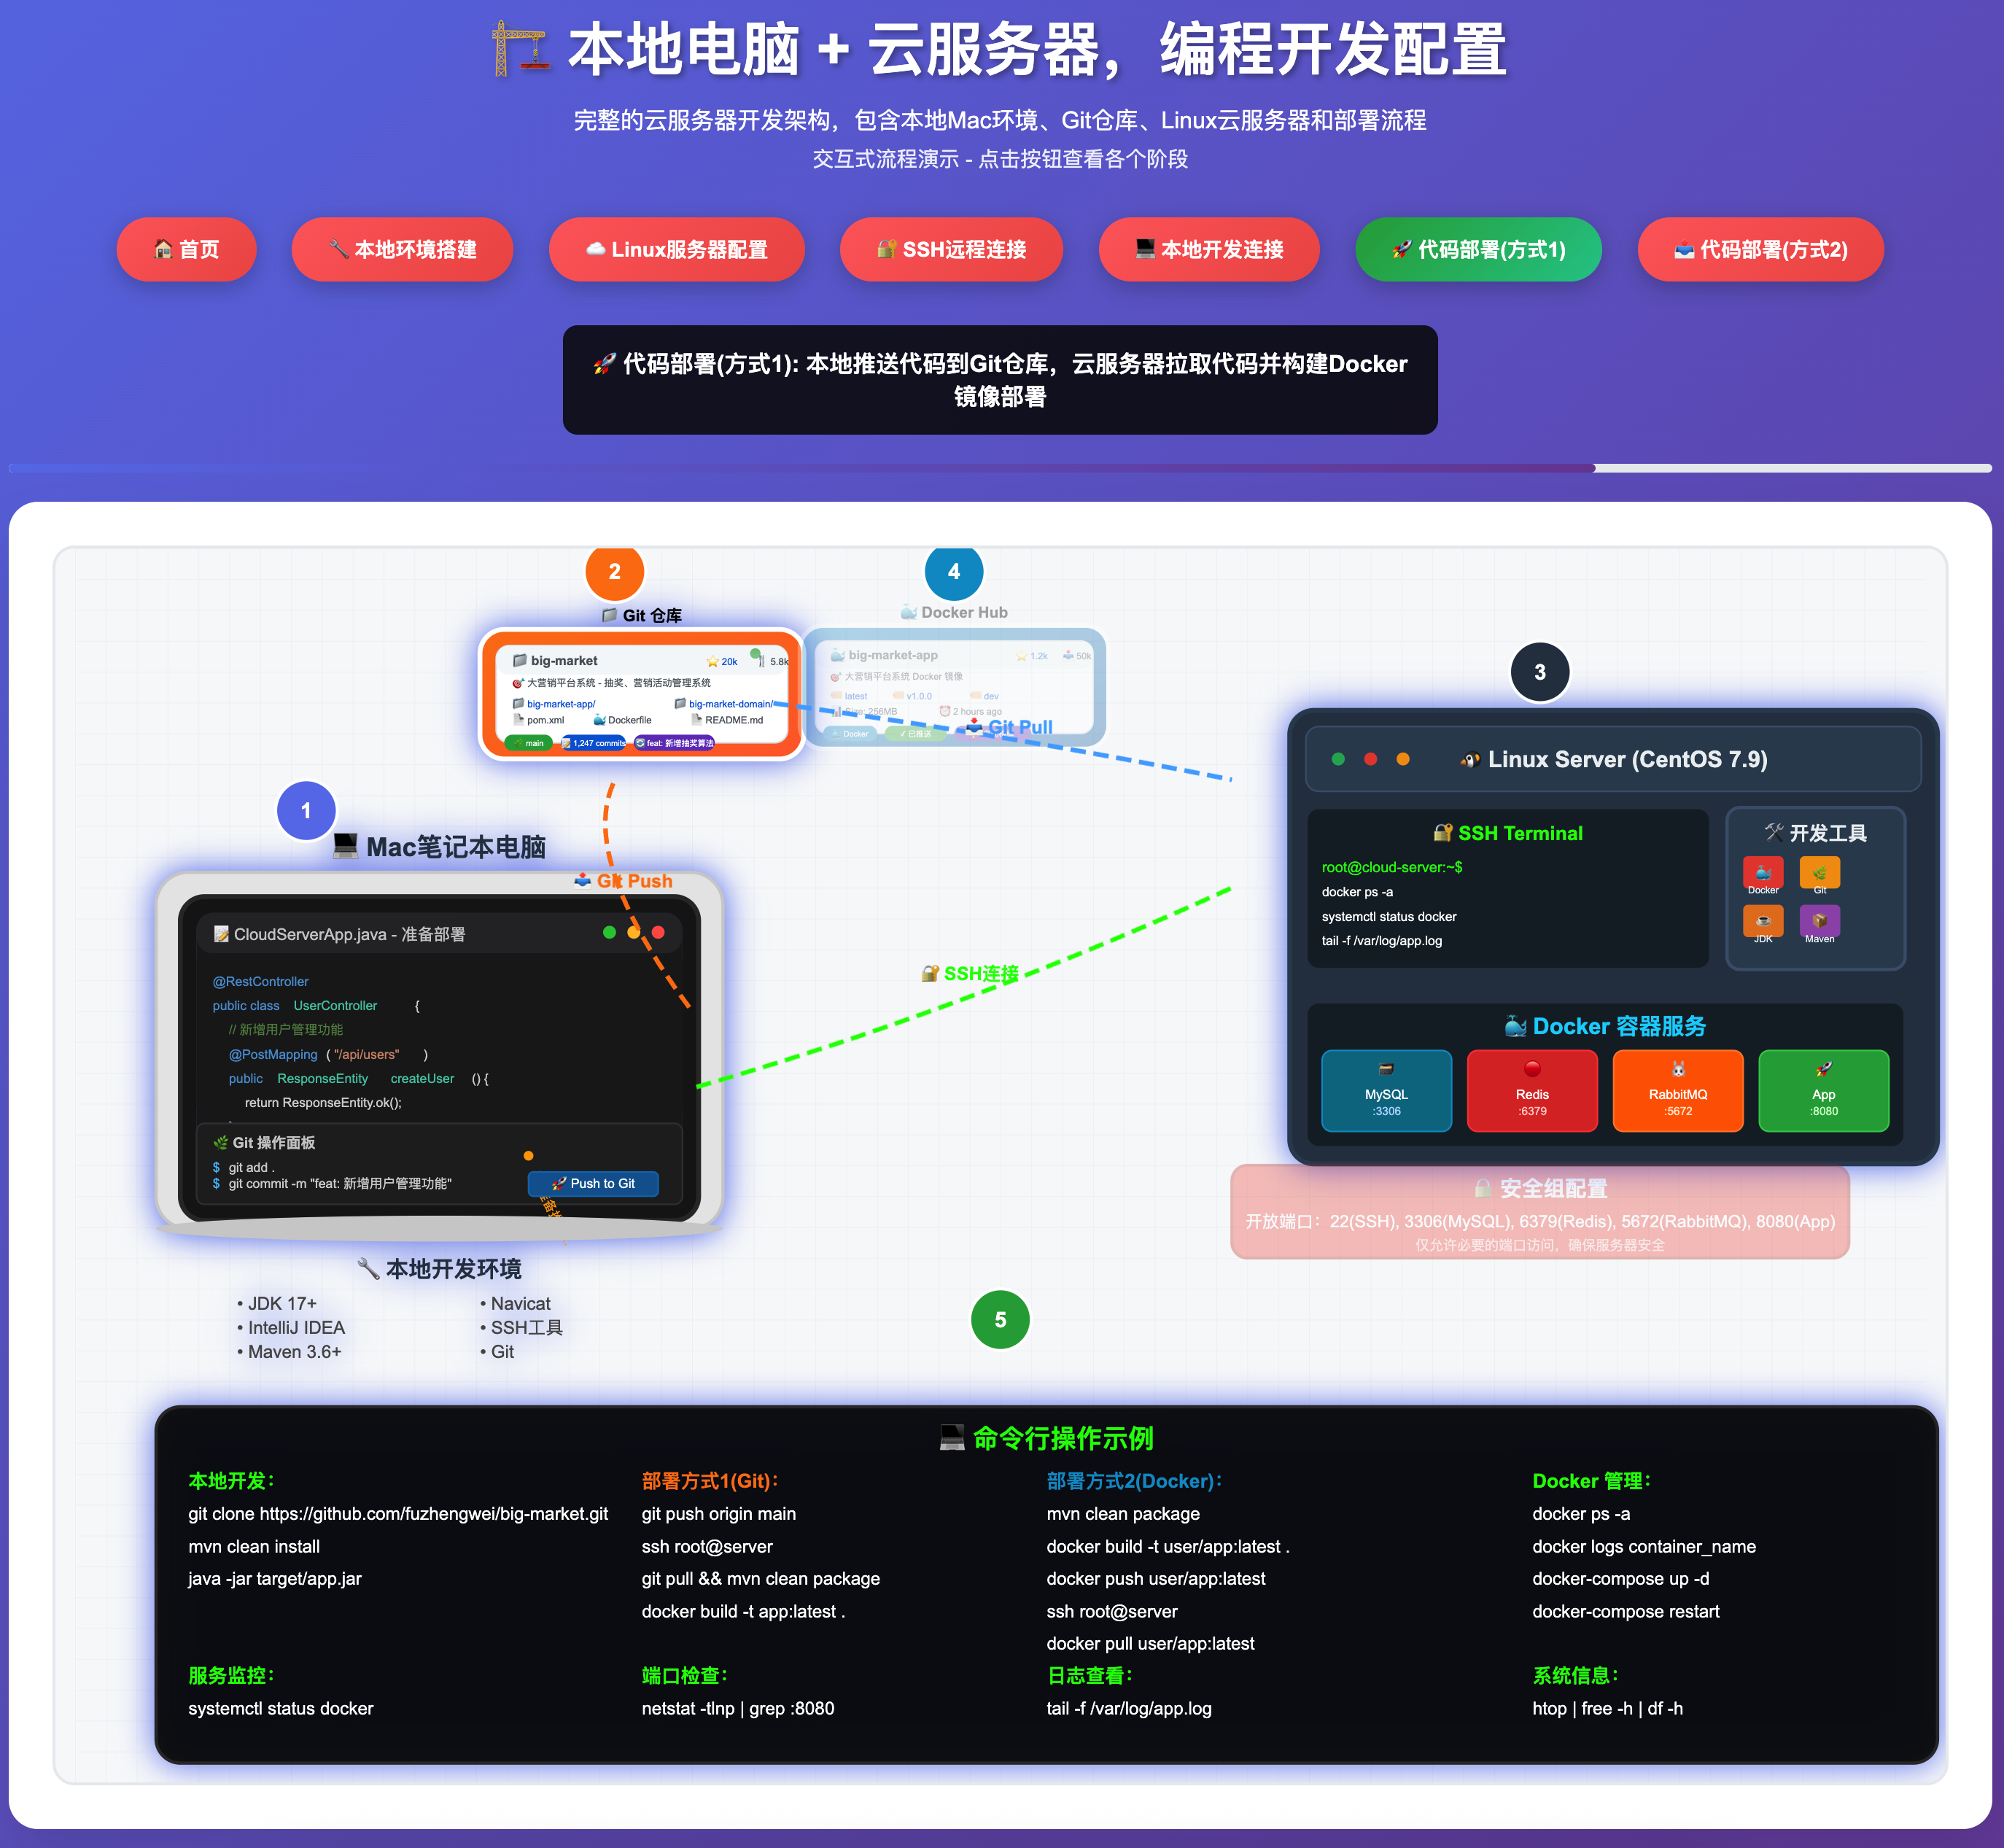 🏗️ 本地电脑 + 云服务器，编程开发配置
完整的云服务器开发架构，包含本地Mac环境、Git仓库、Linux云服务器和部署流程
交互式流程演示 - 点击按钮查看各个阶段
🏠 首页
🔧 本地环境搭建
☁️ Linux服务器配置
🔐 SSH远程连接
💻 本地开发连接
🚀 代码部署(方式1)
📤 代码部署(方式2)
🚀 代码部署(方式1): 本地推送代码到Git仓库，云服务器拉取代码并构建Docker
镜像部署
2
📁 Git 仓库
📁 big-market
⭐ 20k
5.8k
🎯 大营销平台系统 - 抽奖、营销活动管理系统
📁 big-market-app/
📁 big-market-domain/
📄 pom.xml
🐳 Dockerfile
📄 README.md
🌿 main
📝 1,247 commits
🔄 feat: 新增抽奖算法
4
🐳 Docker Hub
🐳 big-market-app
⭐ 1.2k
📥 50k
🎯 大营销平台系统 Docker 镜像
🏷️ latest
🏷️ v1.0.0
🏷️ dev
📊 Size: 256MB
⏰ 2 hours ago
🐳 Docker
✓ 已推送
📥 Git Pull
1
💻 Mac笔记本电脑
📤 Git Push
📝 CloudServerApp.java - 准备部署
@RestController
public class UserController {
// 新增用户管理功能
@PostMapping ( "/api/users" )
public ResponseEntity createUser () {
return ResponseEntity.ok();
🌿 Git 操作面板
$ git add .
$ git commit -m "feat: 新增用户管理功能"
🚀 Push to Git
🔧 本地开发环境
• JDK 17+
• Navicat
• IntelliJ IDEA
• SSH工具
• Maven 3.6+
• Git
🔐 SSH连接
3
🐧 Linux Server (CentOS 7.9)
🔐 SSH Terminal
root@cloud-server:~$
docker ps -a
systemctl status docker
tail -f /var/log/app.log
🛠️ 开发工具
Docker
Git
JDK
Maven
🐳 Docker 容器服务
MySQL
:3306
Redis
:6379
RabbitMQ
:5672
App
:8080
🔒 安全组配置
开放端口：22(SSH), 3306(MySQL), 6379(Redis), 5672(RabbitMQ), 8080(App)
仅允许必要的端口访问，确保服务器安全
5
💻 命令行操作示例
本地开发：
git clone https://github.com/fuzhengwei/big-market.git
mvn clean install
java -jar target/app.jar
部署方式1(Git)：
git push origin main
ssh root@server
git pull && mvn clean package
docker build -t app:latest .
部署方式2(Docker)：
mvn clean package
docker build -t user/app:latest .
docker push user/app:latest
ssh root@server
docker pull user/app:latest
Docker 管理：
docker ps -a
docker logs container_name
docker-compose up -d
docker-compose restart
服务监控：
systemctl status docker
端口检查：
netstat -tlnp | grep :8080
日志查看：
tail -f /var/log/app.log
系统信息：
htop | free -h | df -h